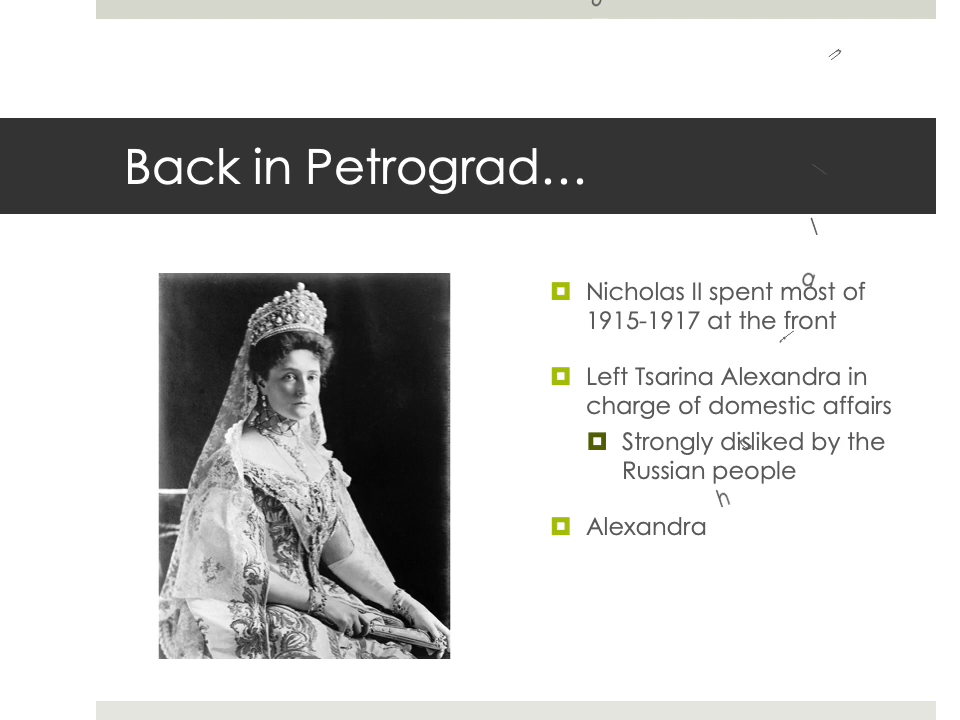 Back in Petrograd…
Nicholas II spent most of
1915-1917 at the front
Left Tsarina Alexandra in
charge of domestic affairs
Strongly disliked by the
Russian people
Alexandra